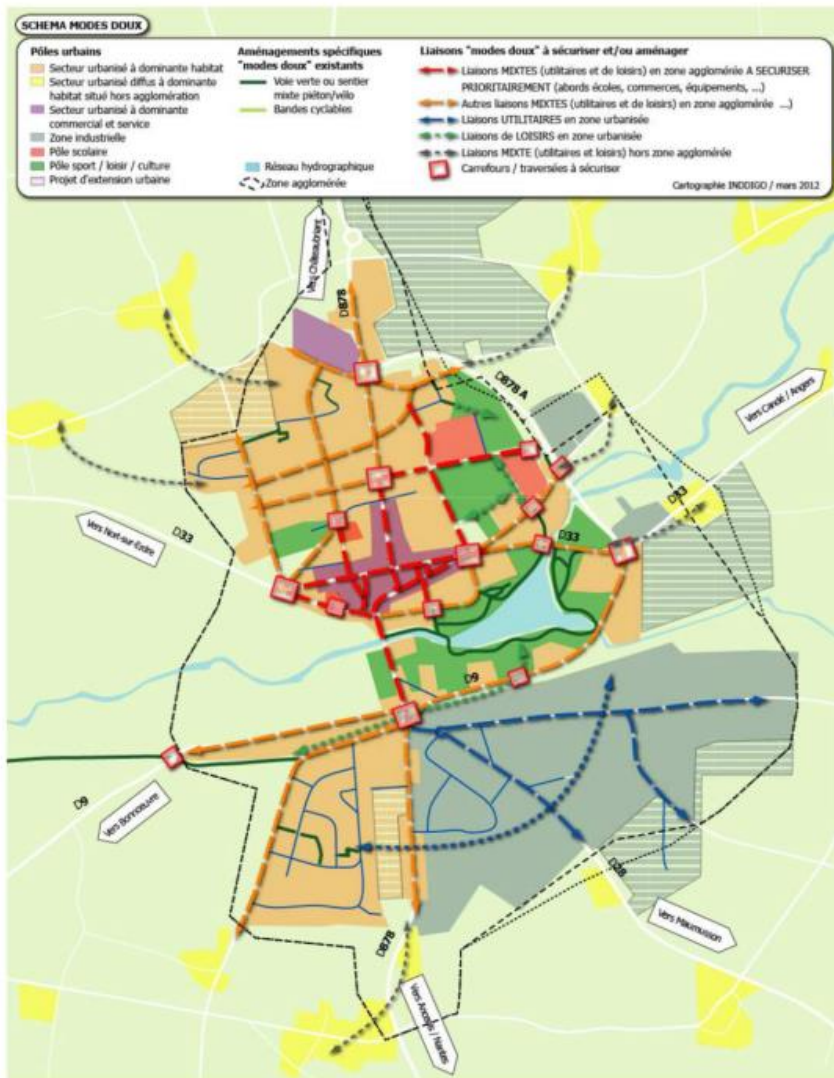 SCHEMA MODES DOUX
Pôles urbains
Secteur urbanisé à dominante habitat
Secteur urbanisé diffus à dominante
habitat situé hors agglomération
Secteur urbanisé à dominante
commercial et service
Zone industrielle
Pôle scolaire
Pôle sport / loisir / culture
Projet d'extension urbaine
Aménagements spécifiques
"modes doux" existants
Voie verte ou sentier
mixte piéton/vélo
Bandes cyclables
Réseau hydrographique
Zone agglomérée
Liaisons "modes doux" à sécuriser et/ou aménager
Liaisons MIXTES (utilitaires et de loisirs) en zone agglomérée A SECURISER
PRIORITAIREMENT (abords écoles, commerces, équipements, ...)
Autres liaisons MIXTES (utilitaires et de loisirs) en zone agglomérée ...)
Liaisons UTILITAIRES en zone urbanisée
Liaisons de LOISIRS en zone urbanisée
Liaisons MIXTE (utilitaires et loisirs) hors zone agglomérée
Carrefours / traversées à sécuriser
Cartographie INDDIGO / mars 2012
Vers Châteaubriant
D878
D878 A
Vers Candé / Angers
D33
Vers Nort-sur-Erdre
D33
D33
D9
D9
Vers Bonnoeuvre
D28
Vers Maumusson
D878
Vers Ancenis / Nantes